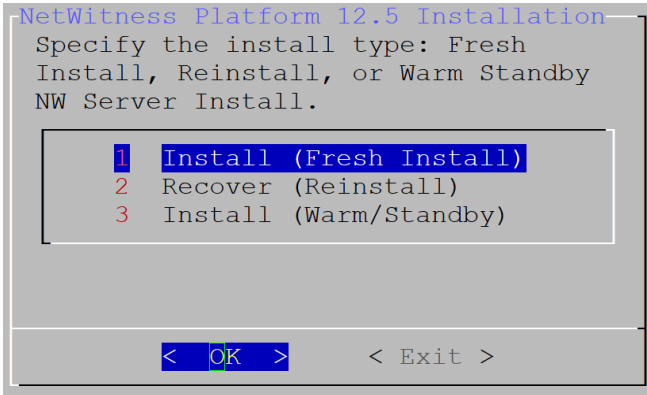 NetWitness Platform 12.5 Installation
Specify the install type: Fresh
Install, Reinstall, or Warm Standby
NW Server Install.
1 Install (Fresh Install)
2 Recover (Reinstall)
3 Install (Warm/Standby)
< OK > < Exit >